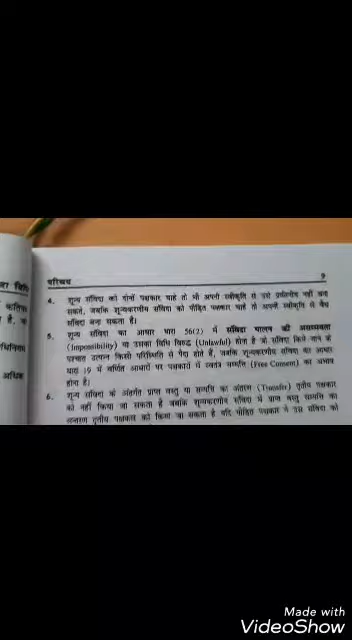 परिचय
9
4. शून्य संविदा को दोनों पक्षकार चाहे तो भी अपनी स्वीकृति से उसे प्रवर्तनीय नहीं बना
सकते, जबकि शून्यकरणीय संविदा को पीड़ित पक्षकार चाहे तो अपनी स्वीकृति से वैध
संविदा बना सकता है।
5. शून्य संविदा का आधार धारा 56(2) में संविदा पालन की असम्भवता
(Impossibility) या उसका विधि विरुद्ध (Unlawful) होना है जो संविदा किये जाने के
पश्चात उत्पन्न किसी परिस्थिति से पैदा होते हैं, जबकि शून्यकरणीय संविदा का आधार
धारा 19 में वर्णित आधारों पर पक्षकारों में स्वतंत्र सम्मति (Free Consent) का अभाव
होना है।
6. शून्य संविदा के अंतर्गत प्राप्त वस्तु या सम्पत्ति का अंतरण (Transfer) तृतीय पक्षकार
को नहीं किया जा सकता है जबकि शून्यकरणीय संविदा में प्राप्त वस्तु सम्पत्ति का
अन्तरण तृतीय पक्षकार को किया जा सकता है यदि पीड़ित पक्षकार ने उस संविदा को
अधिक
Made with
VideoShow